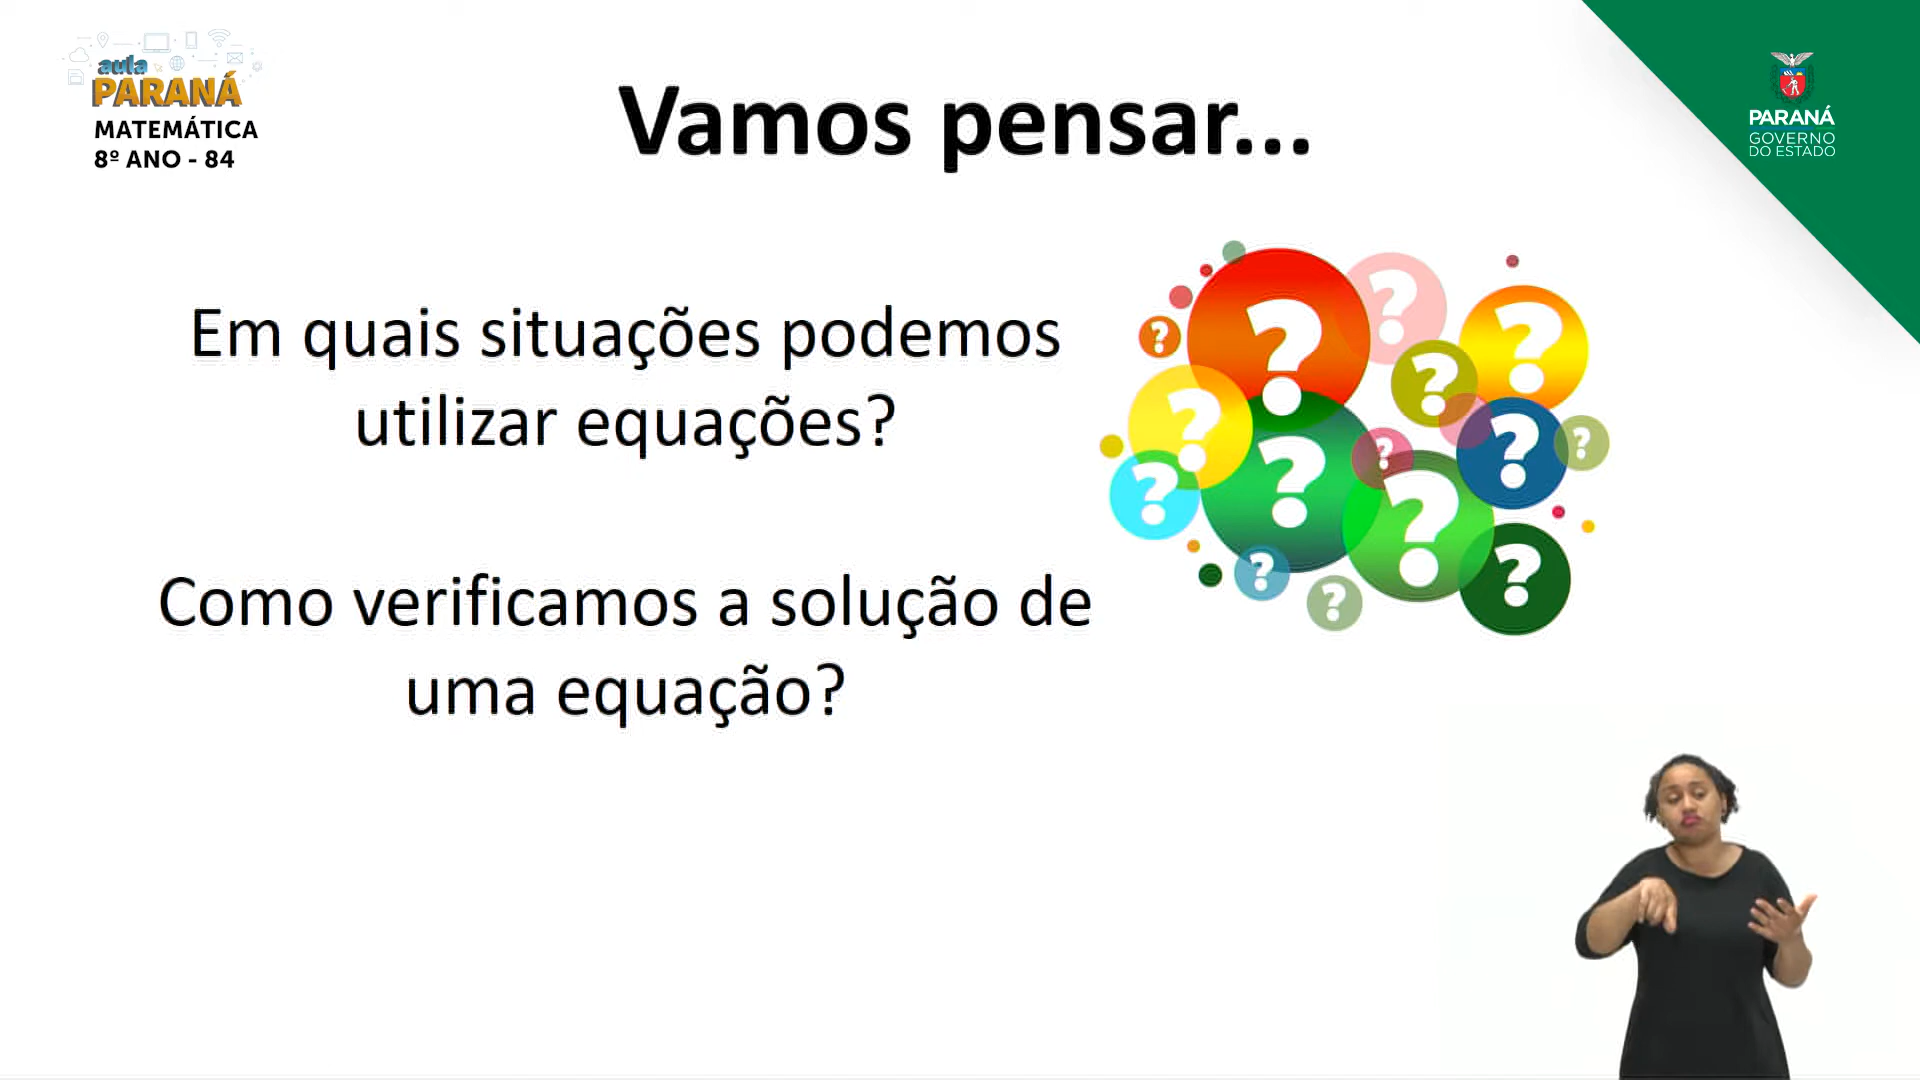 aula
PARANÁ
MATEMÁTICA
8º ANO - 84
Vamos pensar...
PARANÁ
GOVERNO
DO ESTADO
Em quais situações podemos
utilizar equações?
Como verificamos a solução de
uma equação?
? ? ? ? ? ? ? ? ? ? ? ? ? ? ?